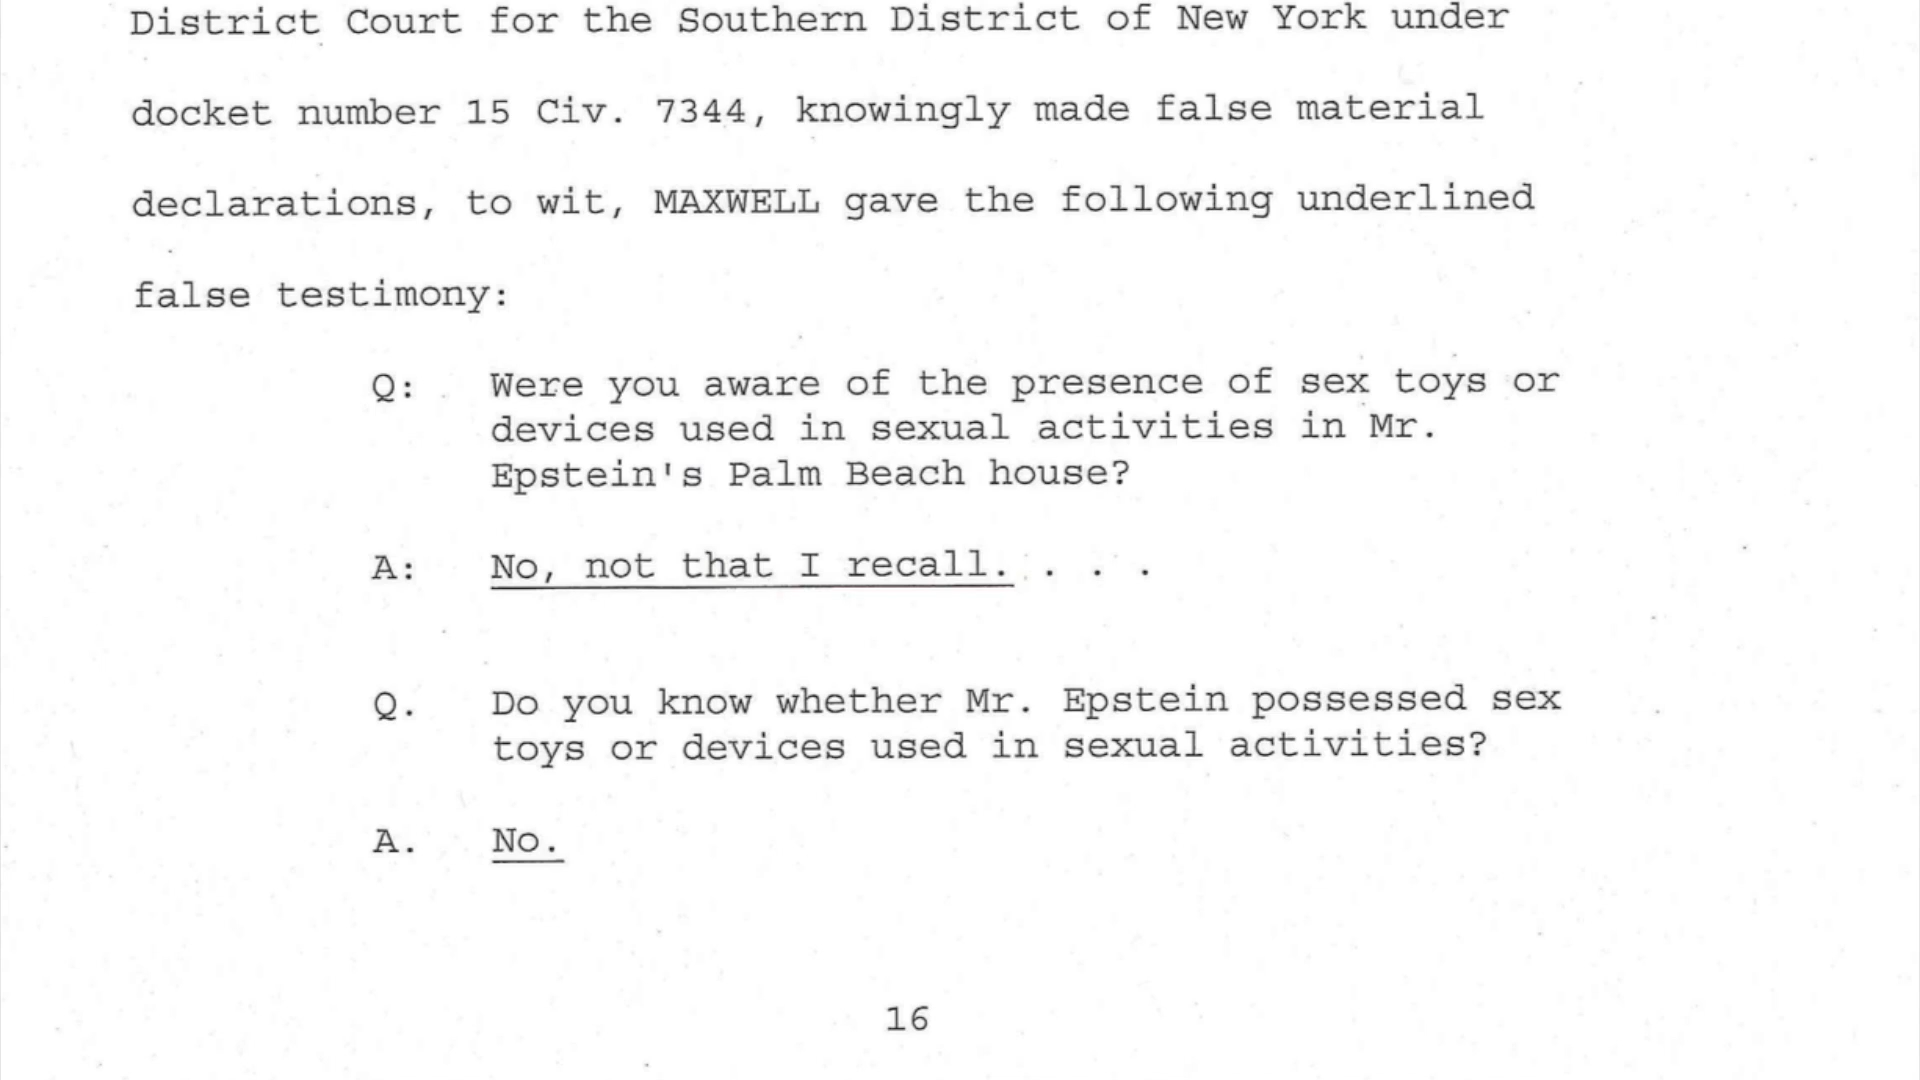 District Court for the Southern District of New York under
docket number 15 Civ. 7344, knowingly made false material
declarations, to wit, MAXWELL gave the following underlined
false testimony:
Q: Were you aware of the presence of sex toys or
devices used in sexual activities in Mr.
Epstein's Palm Beach house?
A: No, not that I recall. . . .
Q. Do you know whether Mr. Epstein possessed sex
toys or devices used in sexual activities?
A. No.
16